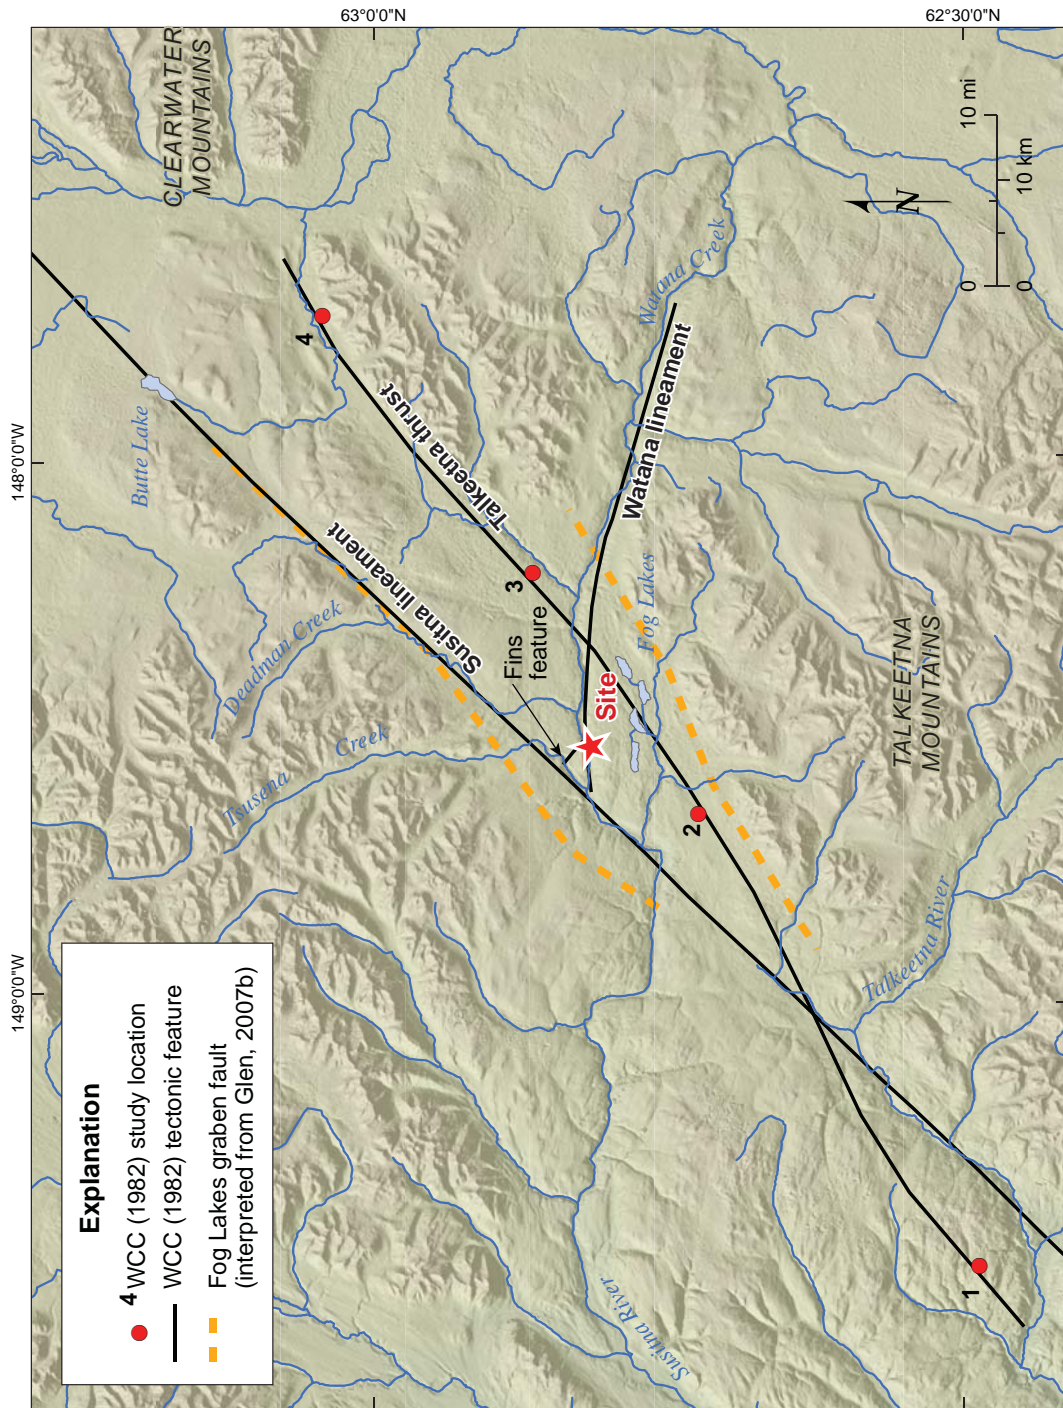 149°0'0"W
148°0'0"W
63°0'0"N
62°30'0"N
CLEARWATER
MOUNTAINS
Butte Lake
Deadman Creek
Tsusena Creek
Susitna lineament
Talkeetna thrust
4
3
Fins
feature
Site
Watana Creek
Watana lineament
Fog Lakes
2
TALKEETNA
MOUNTAINS
Talkeetna River
Susitna River
1
Explanation
4 WCC (1982) study location
WCC (1982) tectonic feature
Fog Lakes graben fault
(interpreted from Glen, 2007b)
N
0 10 mi
0 10 km